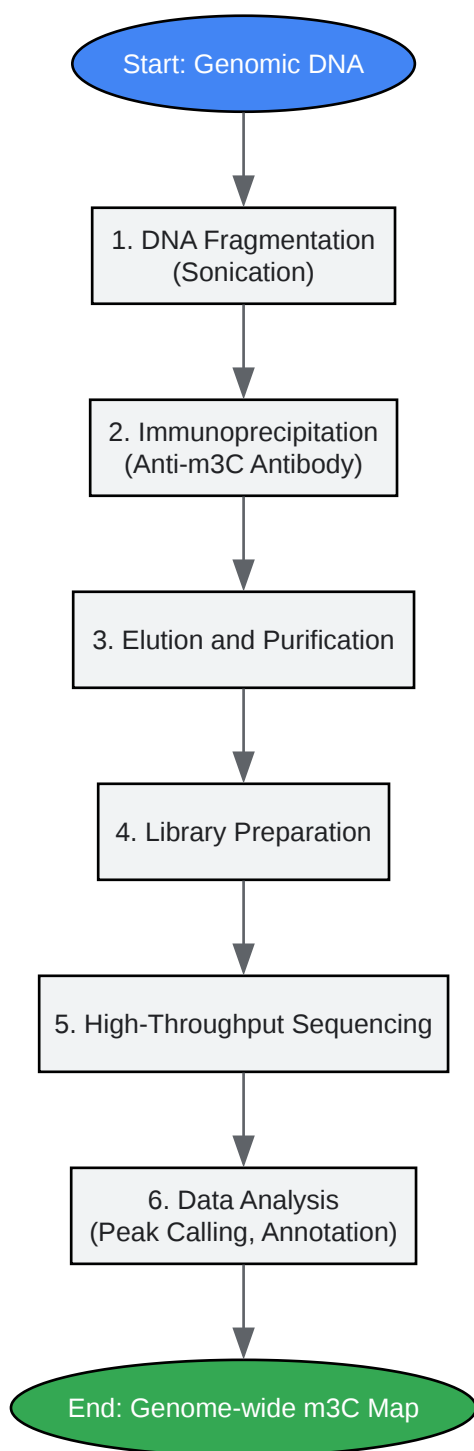 Start: Genomic DNA
1. DNA Fragmentation
(Sonication)
2. Immunoprecipitation
(Anti-m3C Antibody)
3. Elution and Purification
4. Library Preparation
5. High-Throughput Sequencing
6. Data Analysis
(Peak Calling, Annotation)
End: Genome-wide m3C Map